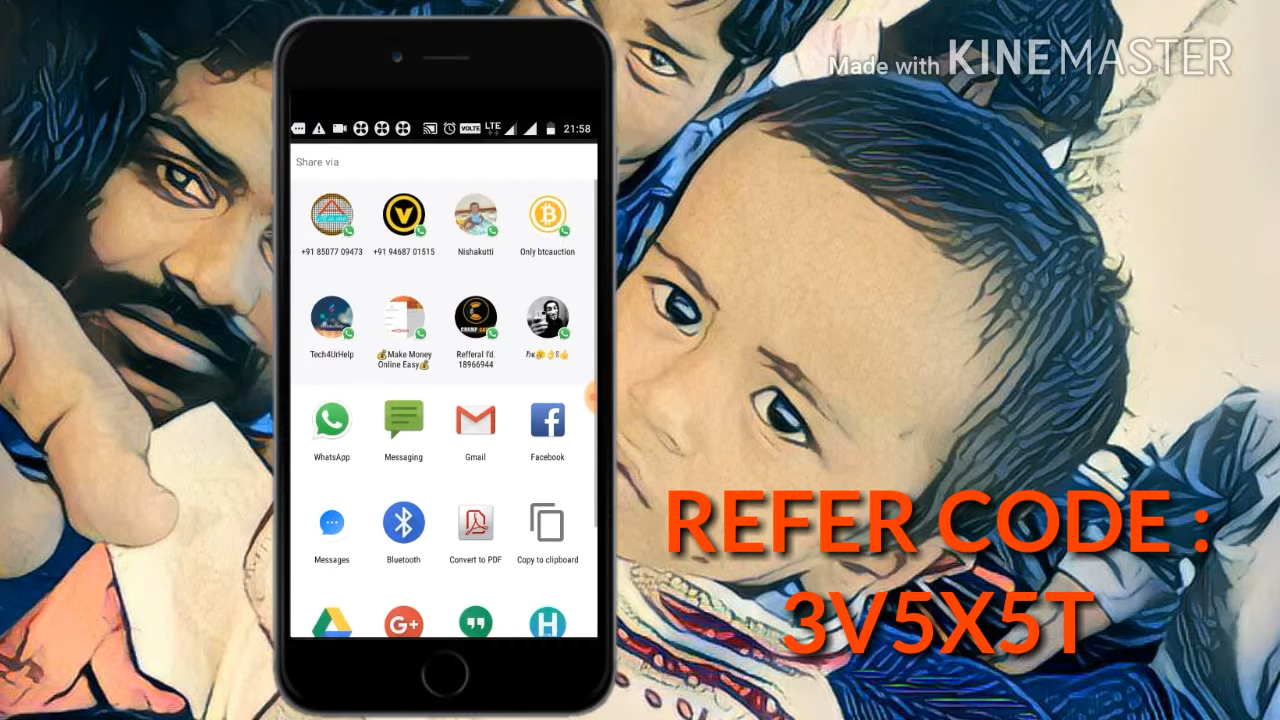 Made with KINEMASTER
VOLTE LTE 21:58
Share via
+91 85077 09473 +91 94687 01515 Nishakutti Only btcauction
Tech4UrHelp 💰Make Money Refferal I'd.
Online Easy💰 18966944
WhatsApp Messaging Gmail Facebook
Messages Bluetooth Convert to PDF Copy to clipboard
REFER CODE :
3V5X5T